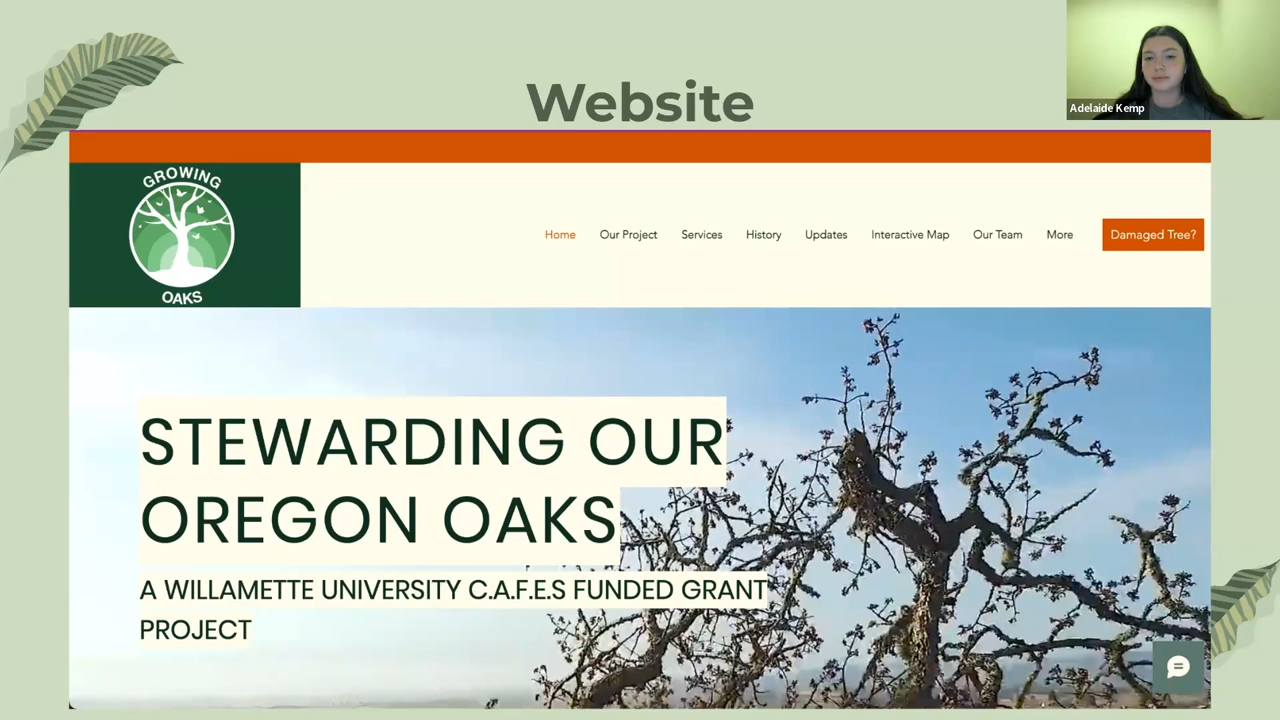 Website
Adelaide Kemp
GROWING
OAKS
Home Our Project Services History Updates Interactive Map Our Team More Damaged Tree?
STEWARDING OUR
OREGON OAKS
A WILLAMETTE UNIVERSITY C.A.F.E.S FUNDED GRANT
PROJECT